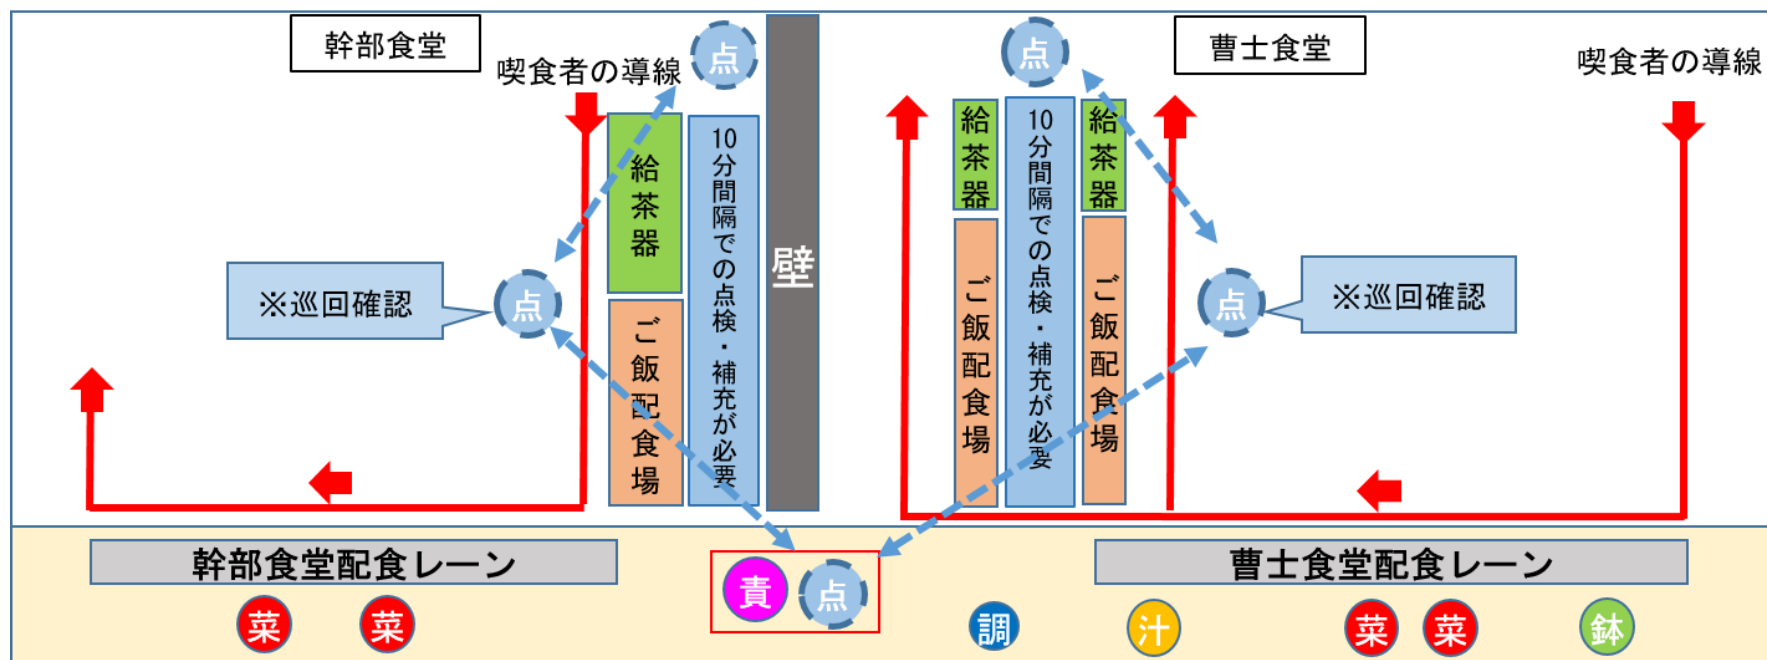 幹部食堂
点
点
曹士食堂
喫食者の導線
喫食者の導線
給茶器
10分間隔での点検・補充が必要
壁
給茶器
10分間隔での点検・補充が必要
給茶器
※巡回確認
点
ご飯配食場
ご飯配食場
ご飯配食場
点
※巡回確認
幹部食堂配食レーン
曹士食堂配食レーン
責
点
菜
菜
調
汁
菜
菜
鉢